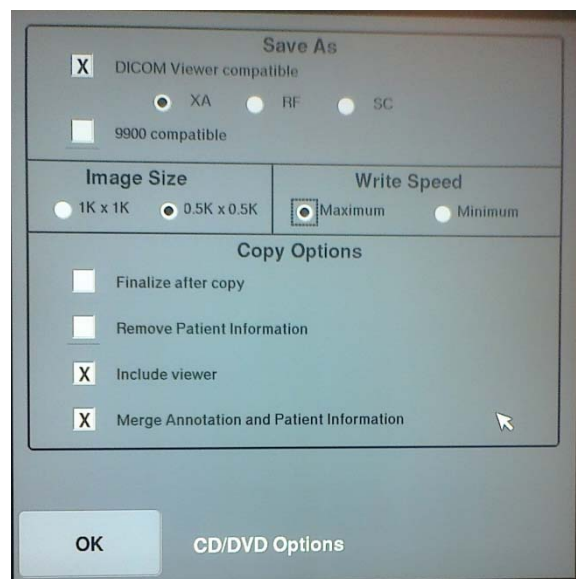 Save As
X DICOM Viewer compatible
XA RF SC
9900 compatible
Image Size
1K x 1K 0.5K x 0.5K
Write Speed
Maximum Minimum
Copy Options
Finalize after copy
Remove Patient Information
X Include viewer
X Merge Annotation and Patient Information
OK CD/DVD Options